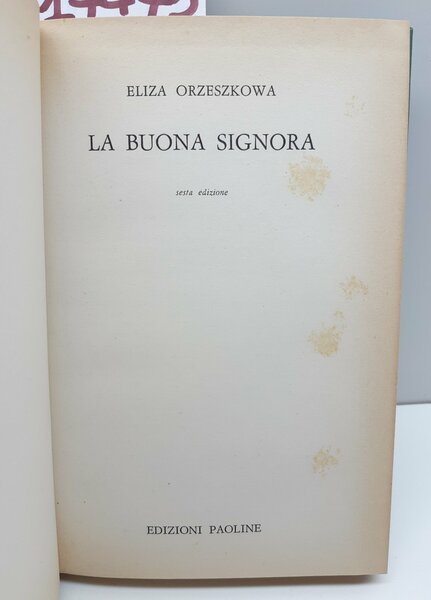 ELIZA ORZESZKOWA
LA BUONA SIGNORA
sesta edizione
EDIZIONI PAOLINE